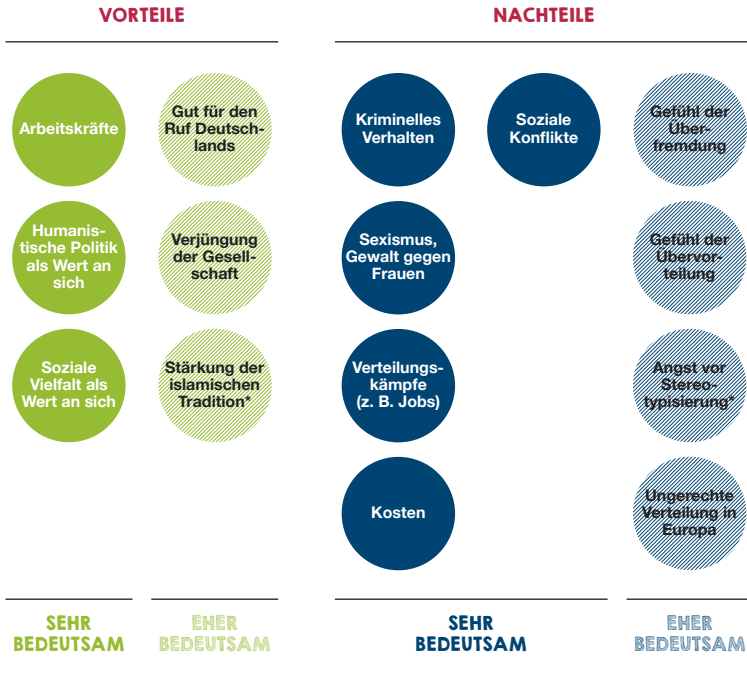 VORTEILE
Arbeitskräfte
Gut für den
Ruf Deutsch-
lands
Humanis-
tische Politik
als Wert an
sich
Verjüngung
der Gesell-
schaft
Soziale
Vielfalt als
Wert an sich
Stärkung der
islamischen
Tradition*
SEHR
BEDEUTSAM
EHER
BEDEUTSAM
NACHTEILE
Kriminelles
Verhalten
Soziale
Konflikte
Gefühl der
Über-
fremdung
Sexismus,
Gewalt gegen
Frauen
Gefühl der
Übervor-
teilung
Verteilungs-
kämpfe
(z. B. Jobs)
Angst vor
Stereo-
typisierung*
Kosten
Ungerechte
Verteilung in
Europa
SEHR
BEDEUTSAM
EHER
BEDEUTSAM